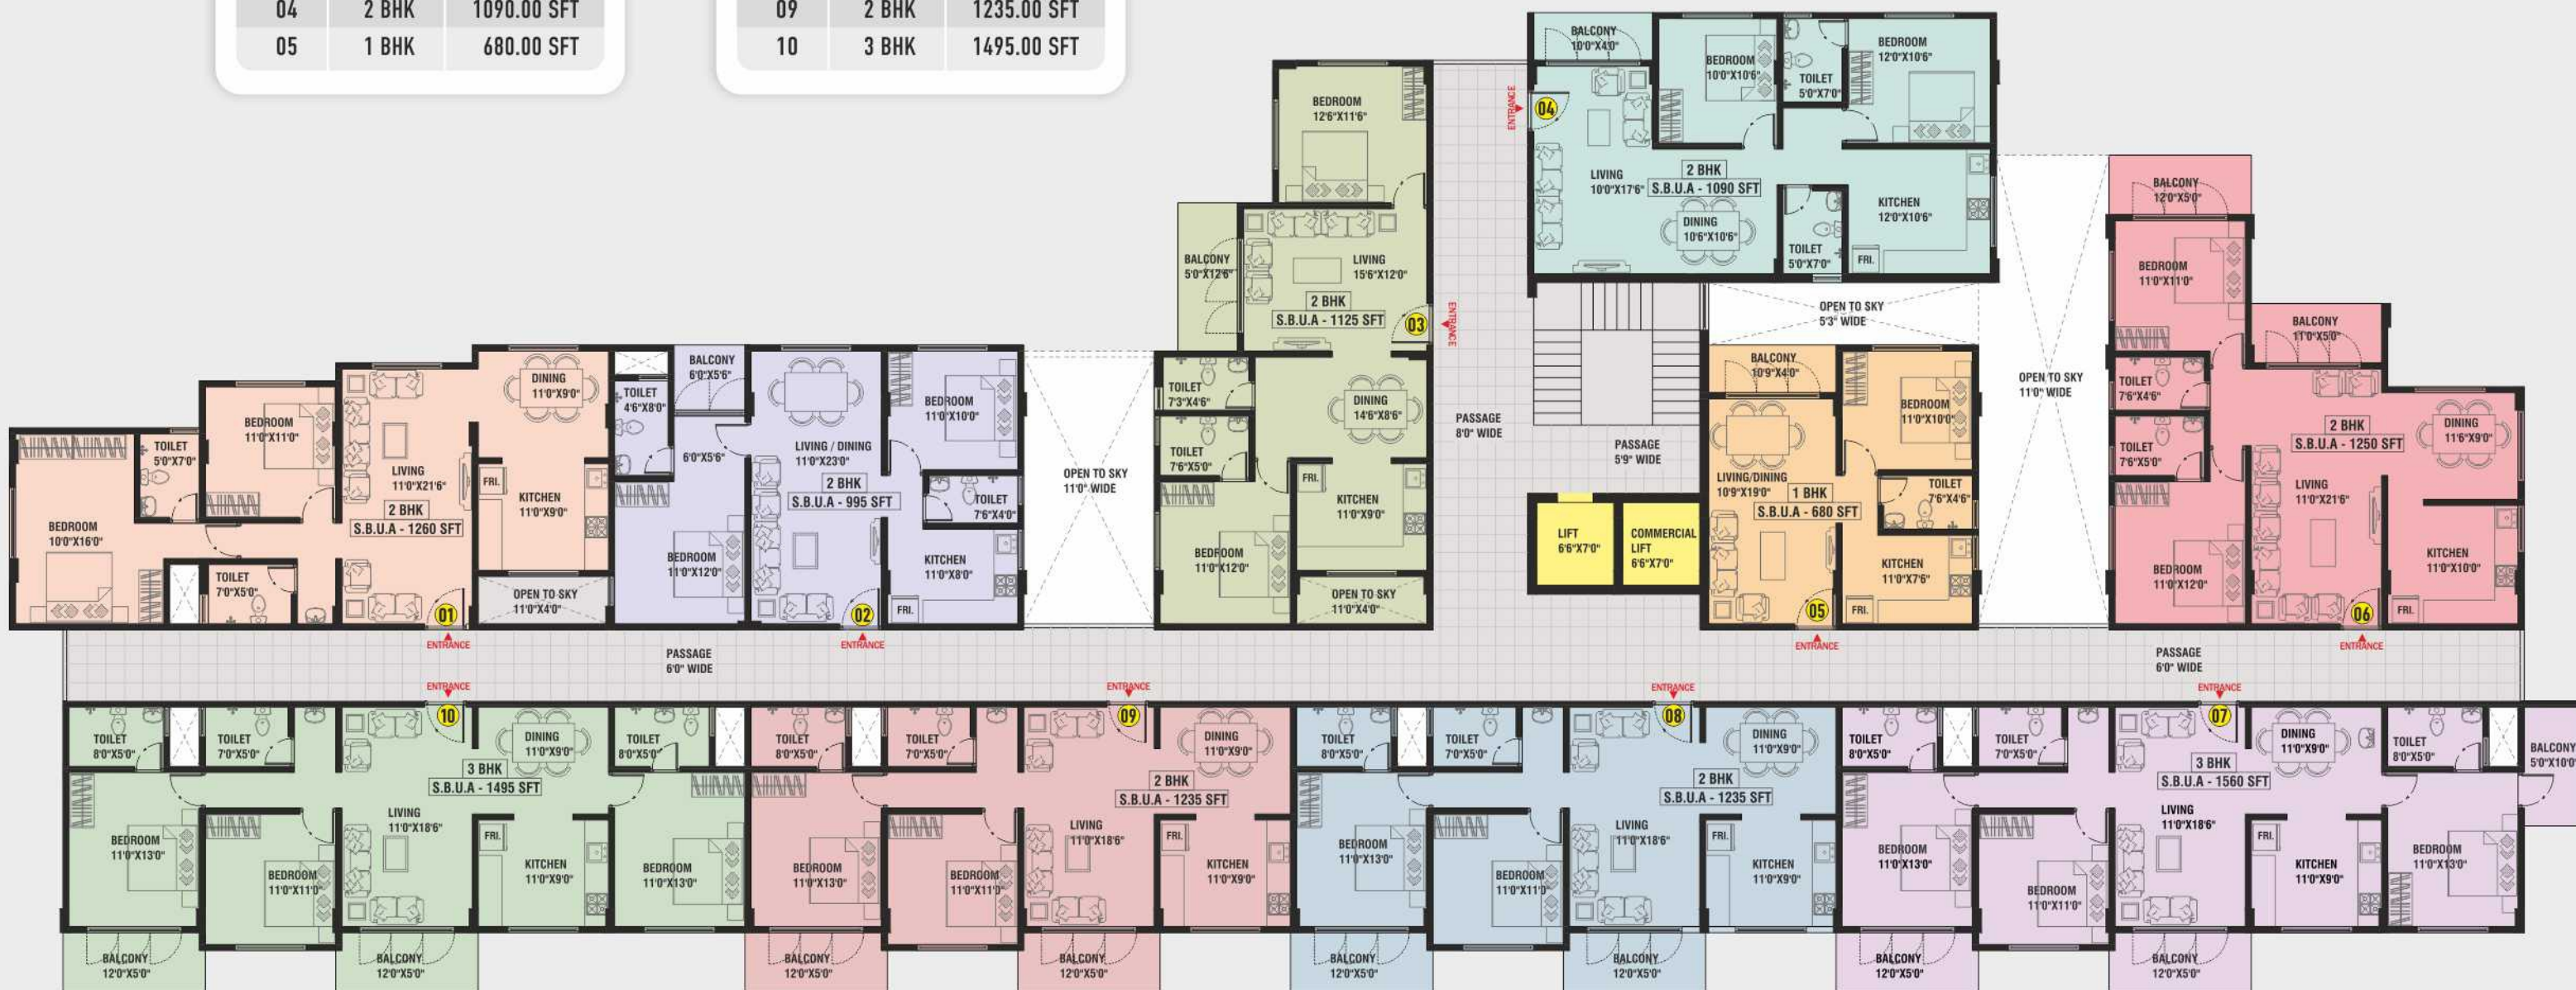 04 2 BHK 1090.00 SFT
05 1 BHK 680.00 SFT
09 2 BHK 1235.00 SFT
10 3 BHK 1495.00 SFT
BEDROOM
10'0"X16'0"
TOILET
5'0"X7'0"
BEDROOM
11'0"X11'0"
TOILET
7'0"X5'0"
LIVING
11'0"X21'6"
2 BHK
S.B.U.A - 1260 SFT
DINING
11'0"X9'0"
FRI.
KITCHEN
11'0"X9'0"
OPEN TO SKY
11'0"X4'0"
01
ENTRANCE
TOILET
4'6"X8'0"
BALCONY
6'0"X5'6"
6'0"X5'6"
BEDROOM
11'0"X12'0"
LIVING / DINING
11'0"X23'0"
2 BHK
S.B.U.A - 995 SFT
BEDROOM
11'0"X10'0"
TOILET
7'6"X4'0"
KITCHEN
11'0"X8'0"
FRI.
02
ENTRANCE
OPEN TO SKY
11'0" WIDE
BEDROOM
12'6"X11'6"
BALCONY
5'0"X12'6"
LIVING
15'6"X12'0"
2 BHK
S.B.U.A - 1125 SFT
03
ENTRANCE
TOILET
7'3"X4'6"
TOILET
7'6"X5'0"
DINING
14'6"X8'6"
FRI.
KITCHEN
11'0"X9'0"
BEDROOM
11'0"X12'0"
OPEN TO SKY
11'0"X4'0"
PASSAGE
8'0" WIDE
ENTRANCE
04
BALCONY
10'0"X4'0"
BEDROOM
10'0"X10'6"
TOILET
5'0"X7'0"
BEDROOM
12'0"X10'6"
LIVING
10'0"X17'6"
2 BHK
S.B.U.A - 1090 SFT
DINING
10'6"X10'6"
TOILET
5'0"X7'0"
KITCHEN
12'0"X10'6"
FRI.
OPEN TO SKY
5'3" WIDE
PASSAGE
5'9" WIDE
LIFT
6'6"X7'0"
COMMERCIAL
LIFT
6'6"X7'0"
BALCONY
10'9"X4'0"
BEDROOM
11'0"X10'0"
LIVING/DINING
10'9"X19'0"
1 BHK
S.B.U.A - 680 SFT
TOILET
7'6"X4'6"
KITCHEN
11'0"X7'6"
FRI.
05
ENTRANCE
OPEN TO SKY
11'0" WIDE
BALCONY
12'0"X5'0"
BEDROOM
11'0"X11'0"
BALCONY
11'0"X5'0"
TOILET
7'6"X4'6"
TOILET
7'6"X5'0"
2 BHK
S.B.U.A - 1250 SFT
DINING
11'6"X9'0"
LIVING
11'0"X21'6"
BEDROOM
11'0"X12'0"
KITCHEN
11'0"X10'0"
FRI.
06
ENTRANCE
PASSAGE
6'0" WIDE
PASSAGE
6'0" WIDE
ENTRANCE
10
TOILET
8'0"X5'0"
TOILET
7'0"X5'0"
DINING
11'0"X9'0"
TOILET
8'0"X5'0"
3 BHK
S.B.U.A - 1495 SFT
LIVING
11'0"X18'6"
BEDROOM
11'0"X13'0"
BEDROOM
11'0"X11'0"
FRI.
KITCHEN
11'0"X9'0"
BEDROOM
11'0"X13'0"
BALCONY
12'0"X5'0"
BALCONY
12'0"X5'0"
ENTRANCE
09
TOILET
8'0"X5'0"
TOILET
7'0"X5'0"
DINING
11'0"X9'0"
2 BHK
S.B.U.A - 1235 SFT
LIVING
11'0"X18'6"
BEDROOM
11'0"X13'0"
BEDROOM
11'0"X11'0"
FRI.
KITCHEN
11'0"X9'0"
BALCONY
12'0"X5'0"
BALCONY
12'0"X5'0"
ENTRANCE
08
TOILET
8'0"X5'0"
TOILET
7'0"X5'0"
DINING
11'0"X9'0"
2 BHK
S.B.U.A - 1235 SFT
LIVING
11'0"X18'6"
BEDROOM
11'0"X13'0"
BEDROOM
11'0"X11'0"
FRI.
KITCHEN
11'0"X9'0"
BALCONY
12'0"X5'0"
BALCONY
12'0"X5'0"
ENTRANCE
07
TOILET
8'0"X5'0"
TOILET
7'0"X5'0"
DINING
11'0"X9'0"
TOILET
8'0"X5'0"
BALCONY
5'0"X10'0"
3 BHK
S.B.U.A - 1560 SFT
LIVING
11'0"X18'6"
BEDROOM
11'0"X13'0"
BEDROOM
11'0"X11'0"
FRI.
KITCHEN
11'0"X9'0"
BEDROOM
11'0"X13'0"
BALCONY
12'0"X5'0"
BALCONY
12'0"X5'0"